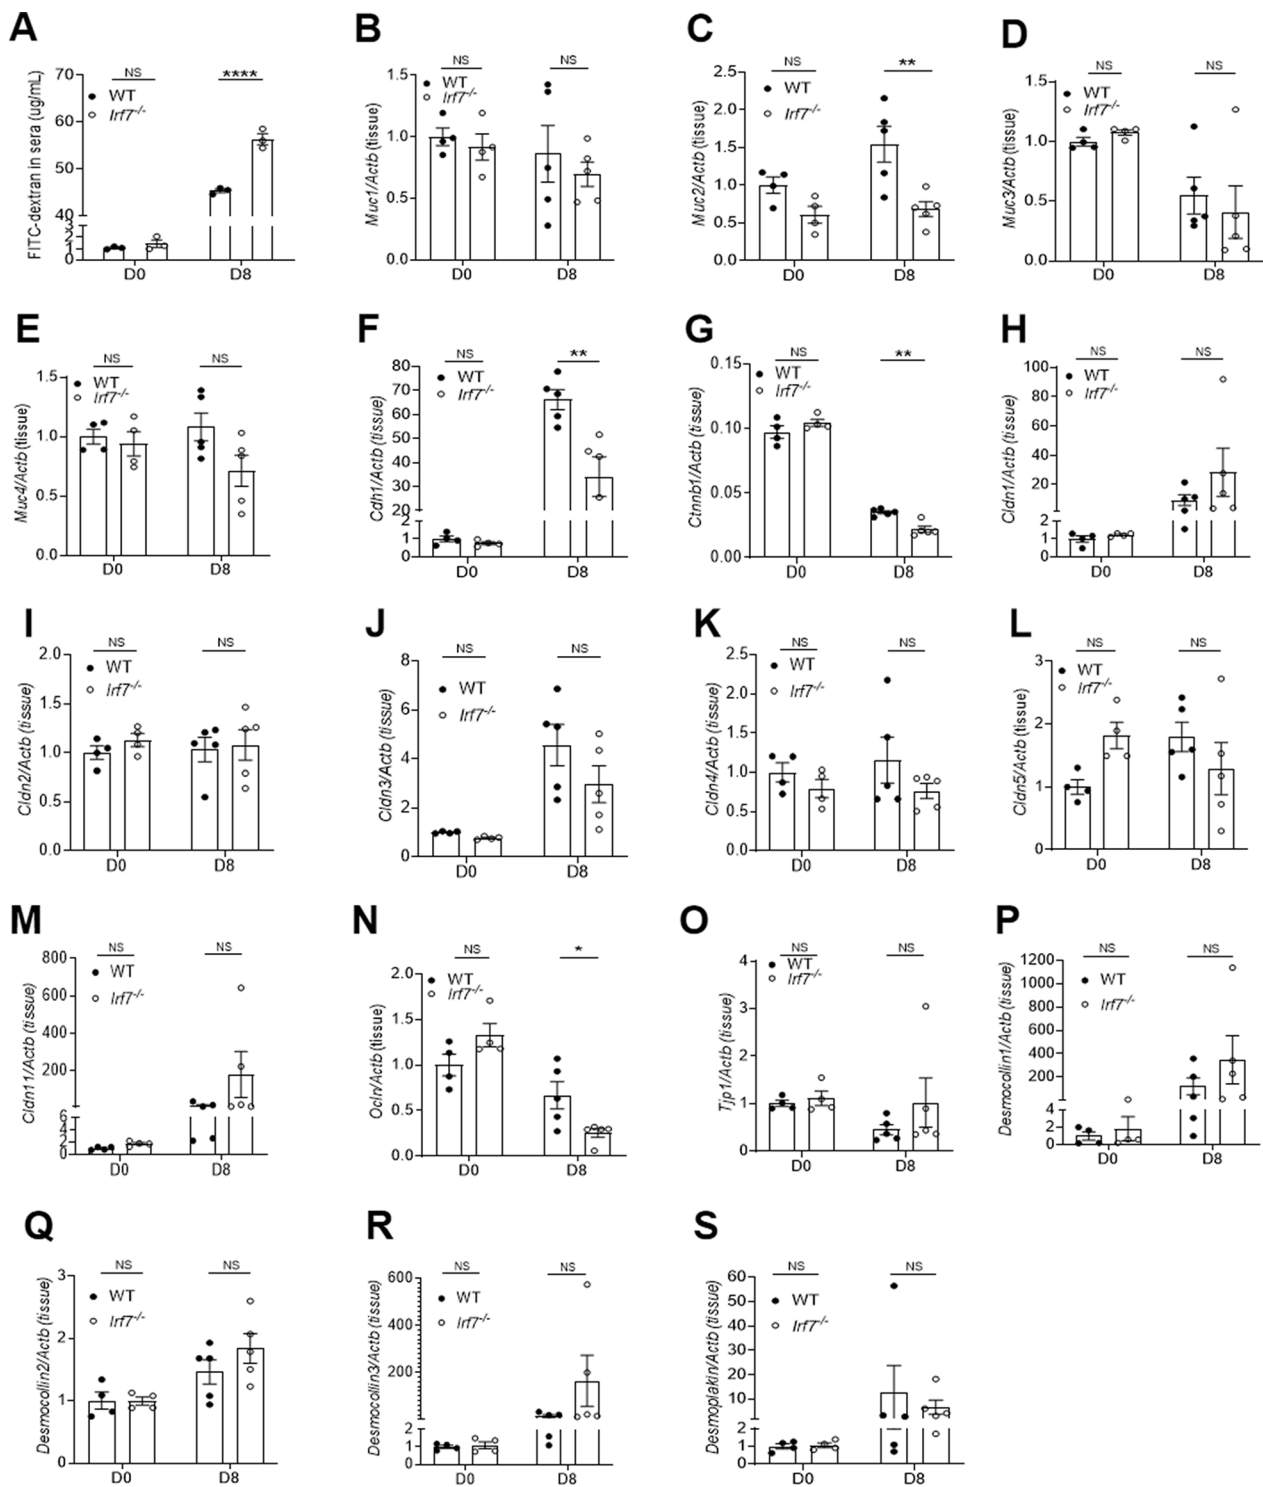 A
FITC-dextran in sera (ug/mL)
70
60
50
40
3
2
1
0
NS
****
WT
Irf7-/-
D0
D8
B
Muc1/Actb (tissue)
1.5
1.0
0.5
0.0
NS
NS
WT
Irf7-/-
D0
D8
C
Muc2/Actb (tissue)
2.5
2.0
1.5
1.0
0.5
0.0
NS
**
WT
Irf7-/-
D0
D8
D
Muc3/Actb (tissue)
1.5
1.0
0.5
0.0
NS
NS
WT
Irf7-/-
D0
D8
E
Muc4/Actb (tissue)
1.5
1.0
0.5
0.0
NS
NS
WT
Irf7-/-
D0
D8
F
Cdh1/Actb (tissue)
80
70
60
50
40
30
20
2
1
0
NS
**
WT
Irf7-/-
D0
D8
G
Ctnnb1/Actb (tissue)
0.15
0.10
0.05
0.00
NS
**
WT
Irf7-/-
D0
D8
H
Cldn1/Actb (tissue)
100
80
60
40
20
2
1
0
NS
NS
WT
Irf7-/-
D0
D8
I
Cldn2/Actb (tissue)
2.0
1.5
1.0
0.5
0.0
NS
NS
WT
Irf7-/-
D0
D8
J
Cldn3/Actb (tissue)
8
6
4
2
0
NS
NS
WT
Irf7-/-
D0
D8
K
Cldn4/Actb (tissue)
2.5
2.0
1.5
1.0
0.5
0.0
NS
NS
WT
Irf7-/-
D0
D8
L
Cldn5/Actb (tissue)
3
2
1
0
NS
NS
WT
Irf7-/-
D0
D8
M
Cldn11/Actb (tissue)
800
600
400
200
6
4
2
0
NS
NS
WT
Irf7-/-
D0
D8
N
Ocln/Actb (tissue)
2.0
1.5
1.0
0.5
0.0
NS
*
WT
Irf7-/-
D0
D8
O
Tjp1/Actb (tissue)
4
3
2
1
0
NS
NS
WT
Irf7-/-
D0
D8
P
Desmocollin1/Actb (tissue)
1200
1000
800
600
400
200
4
2
0
NS
NS
WT
Irf7-/-
D0
D8
Q
Desmocollin2/Actb (tissue)
3
2
1
0
NS
NS
WT
Irf7-/-
D0
D8
R
Desmocollin3/Actb (tissue)
600
400
200
2
1
0
NS
NS
WT
Irf7-/-
D0
D8
S
Desmoplakin/Actb (tissue)
60
50
40
30
20
10
2
1
0
NS
NS
WT
Irf7-/-
D0
D8